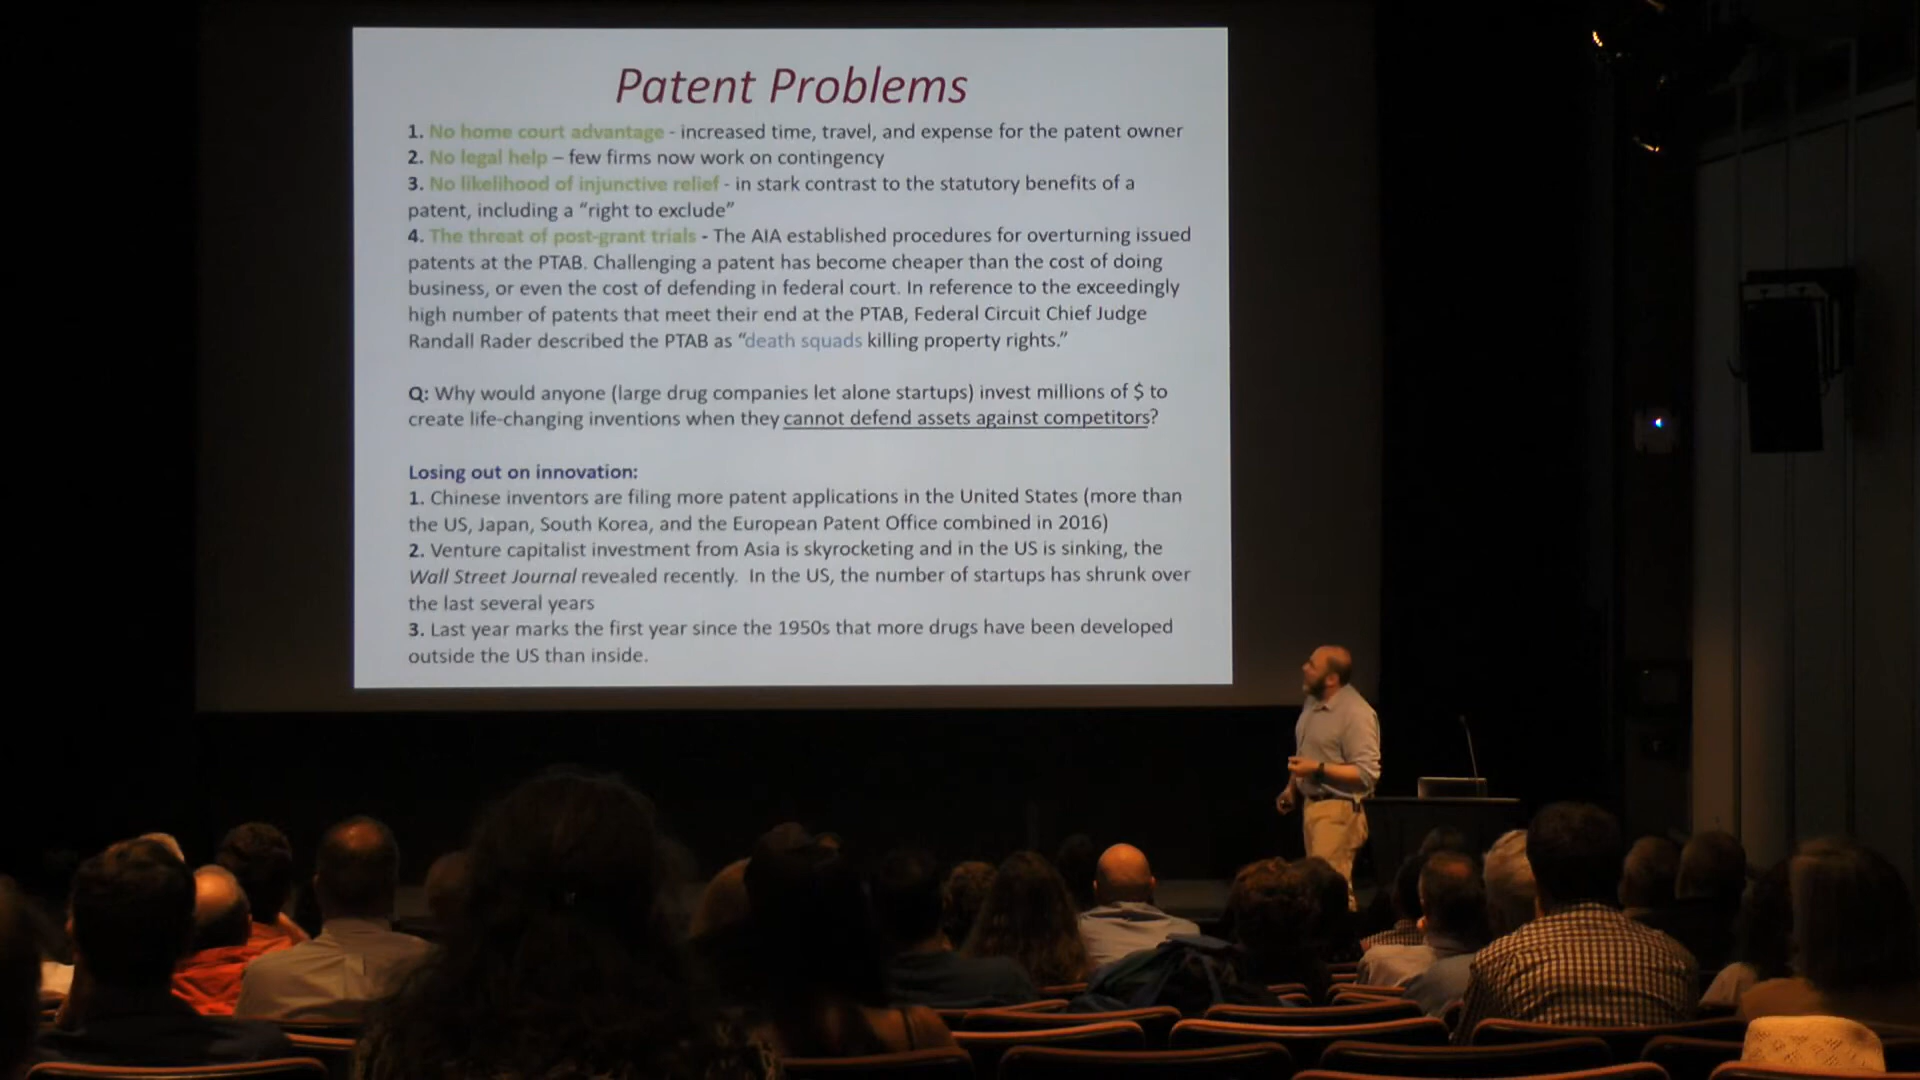 Patent Problems
1. No home court advantage - increased time, travel, and expense for the patent owner
2. No legal help – few firms now work on contingency
3. No likelihood of injunctive relief - in stark contrast to the statutory benefits of a
patent, including a “right to exclude”
4. The threat of post-grant trials - The AIA established procedures for overturning issued
patents at the PTAB. Challenging a patent has become cheaper than the cost of doing
business, or even the cost of defending in federal court. In reference to the exceedingly
high number of patents that meet their end at the PTAB, Federal Circuit Chief Judge
Randall Rader described the PTAB as “death squads killing property rights.”
Q: Why would anyone (large drug companies let alone startups) invest millions of $ to
create life-changing inventions when they cannot defend assets against competitors?
Losing out on innovation:
1. Chinese inventors are filing more patent applications in the United States (more than
the US, Japan, South Korea, and the European Patent Office combined in 2016)
2. Venture capitalist investment from Asia is skyrocketing and in the US is sinking, the
Wall Street Journal revealed recently. In the US, the number of startups has shrunk over
the last several years
3. Last year marks the first year since the 1950s that more drugs have been developed
outside the US than inside.